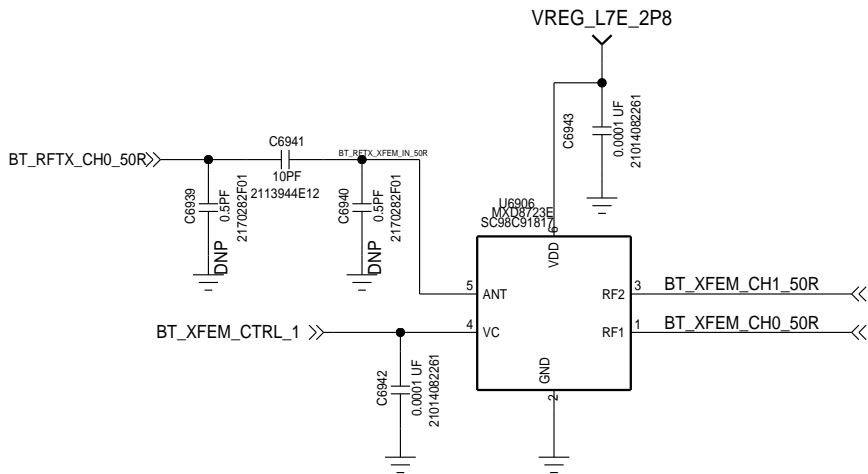 VREG_L7E_2P8
C6943
0.0001 UF
21014082261
BT_RFTX_CH0_50R
C6941
10PF
2113944E12
BT_RFTX_XFEM_IN_50R
C6939
0.5PF
2170282F01
DNP
C6940
0.5PF
2170282F01
DNP
U6906
MXD8723E
SC98C91817
6
VDD
5
ANT
RF2
3
BT_XFEM_CH1_50R
BT_XFEM_CTRL_1
4
VC
RF1
1
BT_XFEM_CH0_50R
GND
2
C6942
0.0001 UF
21014082261